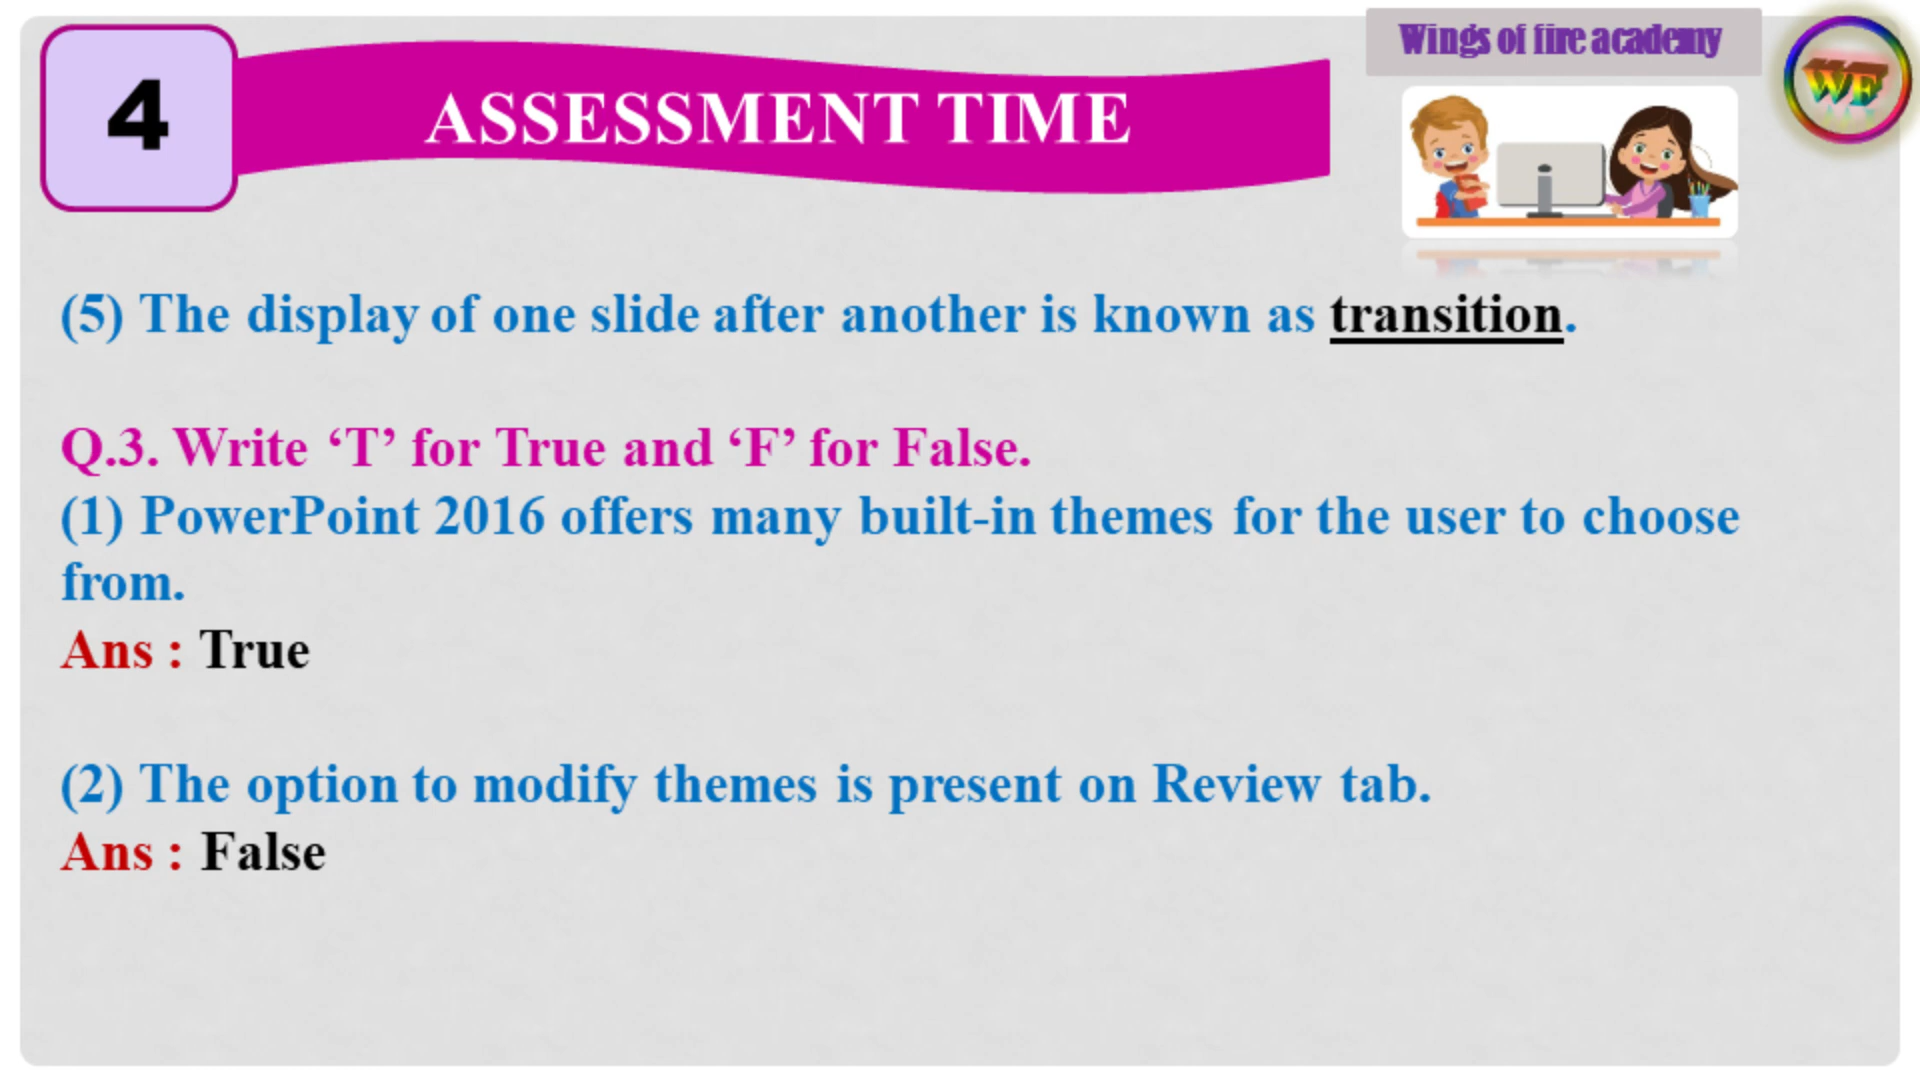 4
ASSESSMENT TIME
Wings of fire academy
WE
(5) The display of one slide after another is known as transition.
Q.3. Write ‘T’ for True and ‘F’ for False.
(1) PowerPoint 2016 offers many built-in themes for the user to choose
from.
Ans : True
(2) The option to modify themes is present on Review tab.
Ans : False